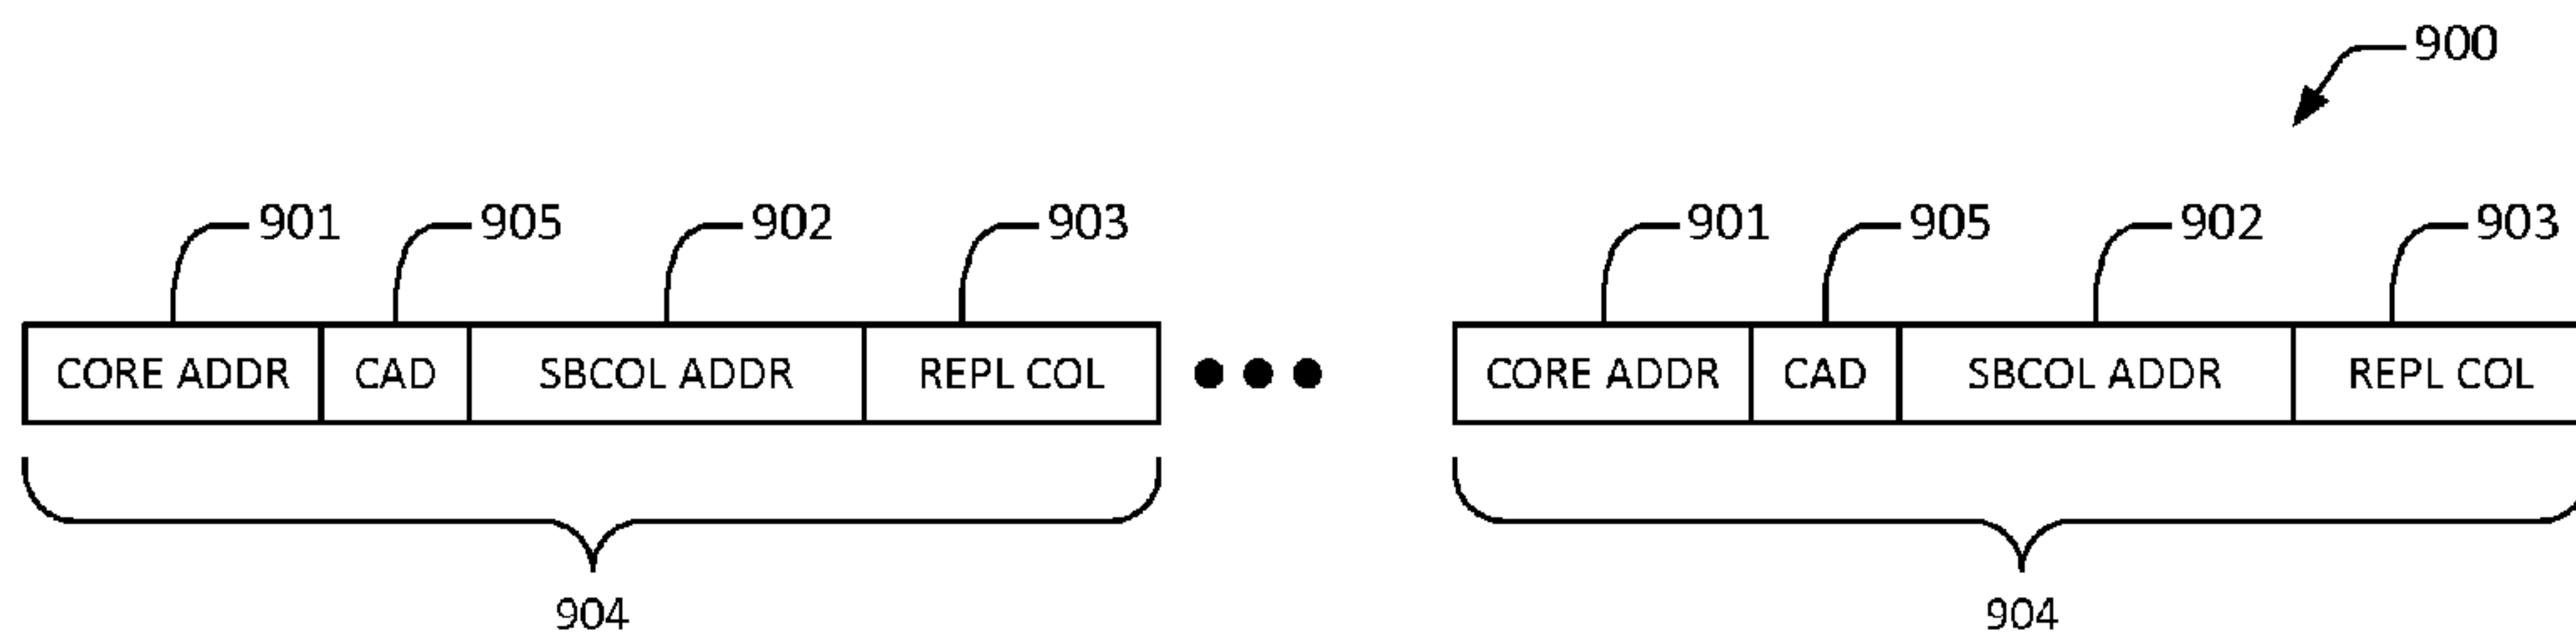 900
901 905 902 903 901 905 902 903
CORE ADDR CAD SBCOL ADDR REPL COL CORE ADDR CAD SBCOL ADDR REPL COL
904 904